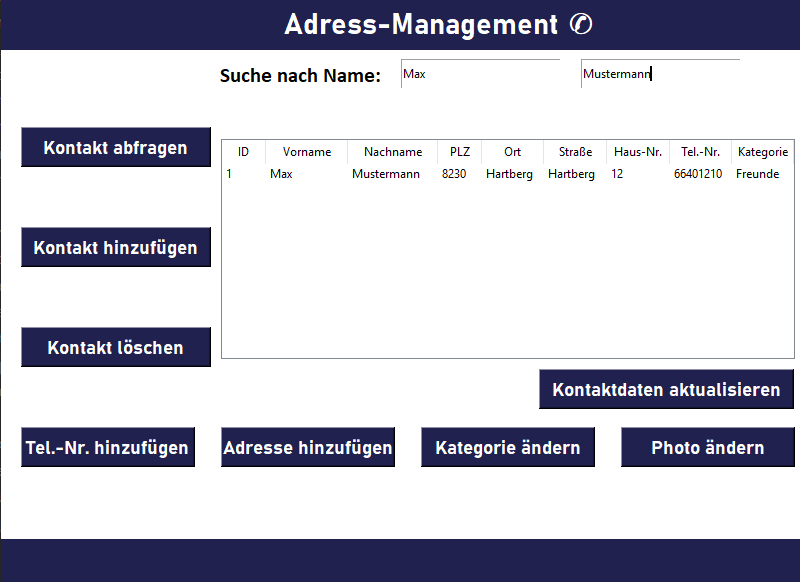 Adress-Management ✆
Suche nach Name: Max Mustermann
Kontakt abfragen
ID Vorname Nachname PLZ Ort Straße Haus-Nr. Tel.-Nr. Kategorie
1 Max Mustermann 8230 Hartberg Hartberg 12 66401210 Freunde
Kontakt hinzufügen
Kontakt löschen
Kontaktdaten aktualisieren
Tel.-Nr. hinzufügen Adresse hinzufügen Kategorie ändern Photo ändern